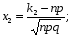 x₂ = (k₂ − np) / √npq;